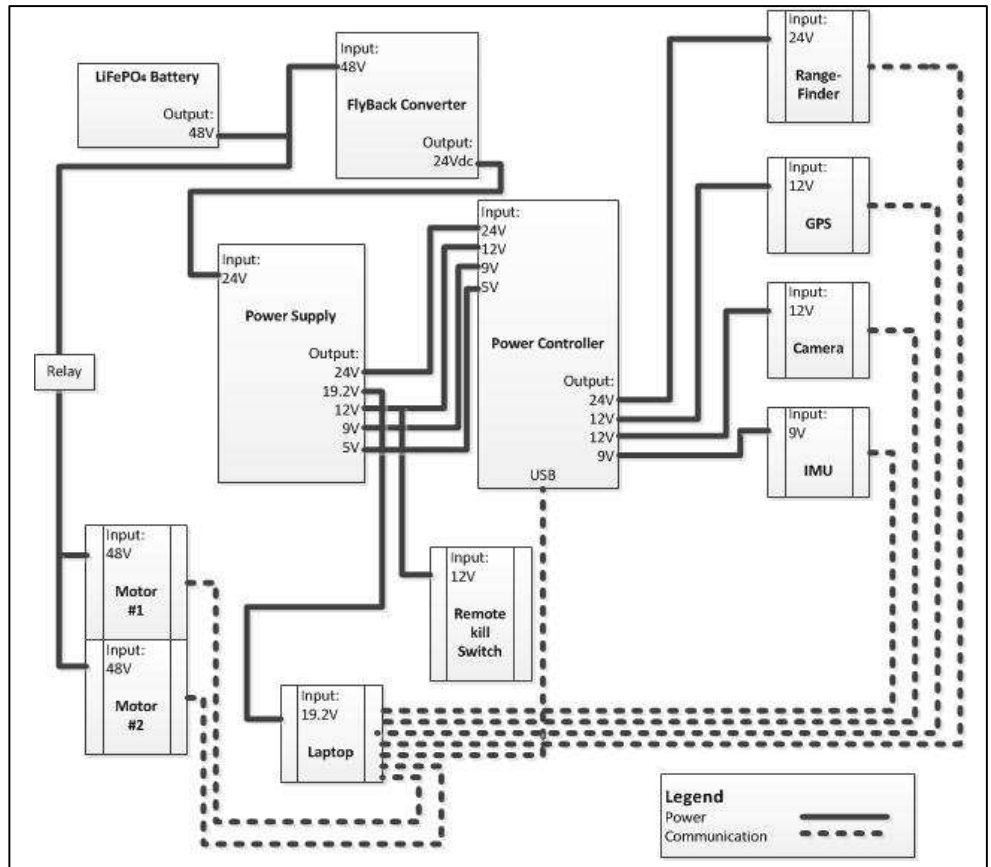 LiFePO₄ Battery
Output:
48V
Input:
48V
FlyBack Converter
Output:
24Vdc
Input:
24V
Range-
Finder
Input:
12V
GPS
Input:
12V
Camera
Input:
9V
IMU
Input:
24V
12V
9V
5V
Power Controller
Output:
24V
12V
12V
9V
USB
Input:
24V
Power Supply
Output:
24V
19.2V
12V
9V
5V
Relay
Input:
48V
Motor
#1
Input:
48V
Motor
#2
Input:
12V
Remote
kill
Switch
Input:
19.2V
Laptop
Legend
Power
Communication